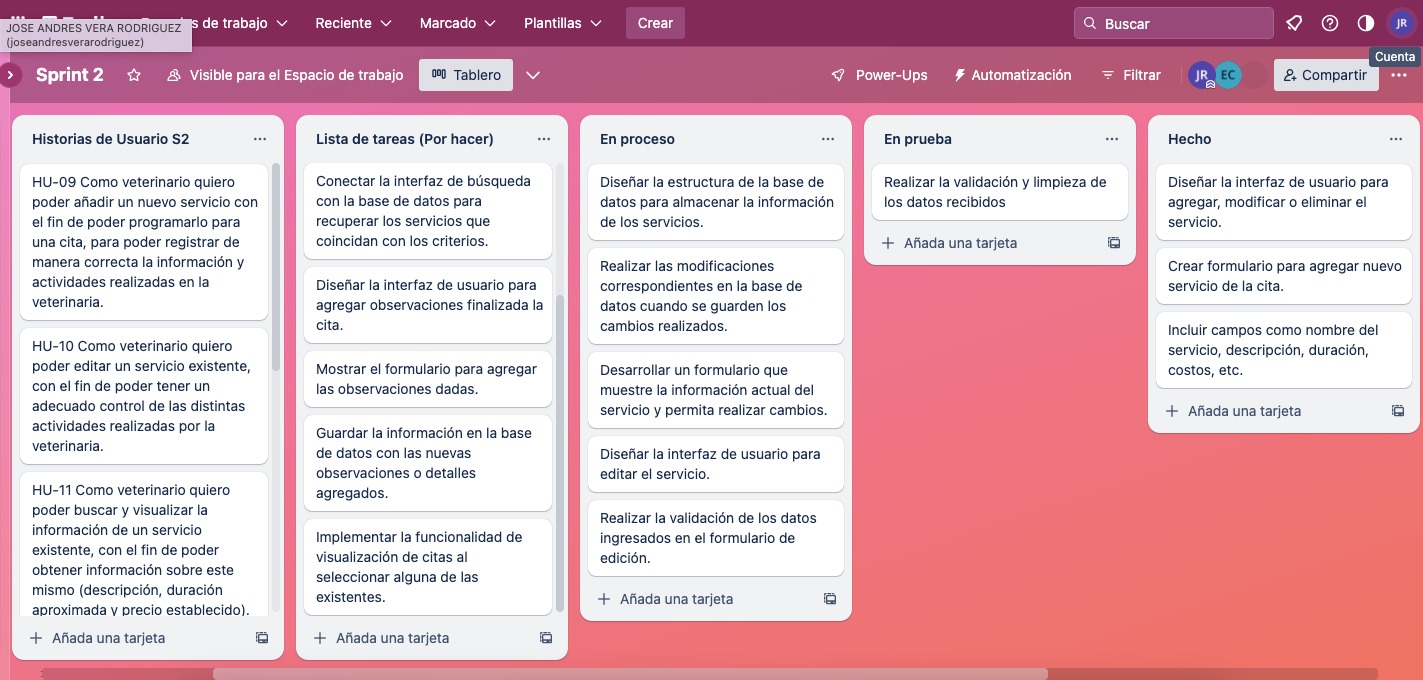 JOSE ANDRES VERA RODRIGUEZ
(joseandresverarodriguez)
de trabajo
Reciente
Marcado
Plantillas
Crear
Buscar
JR
Cuenta
Sprint 2
Visible para el Espacio de trabajo
Tablero
Power-Ups
Automatización
Filtrar
JR
EC
Compartir
Historias de Usuario S2
HU-09 Como veterinario quiero
poder añadir un nuevo servicio con
el fin de poder programarlo para
una cita, para poder registrar de
manera correcta la información y
actividades realizadas en la
veterinaria.
HU-10 Como veterinario quiero
poder editar un servicio existente,
con el fin de poder tener un
adecuado control de las distintas
actividades realizadas por la
veterinaria.
HU-11 Como veterinario quiero
poder buscar y visualizar la
información de un servicio
existente, con el fin de poder
obtener información sobre este
mismo (descripción, duración
aproximada y precio establecido).
Añada una tarjeta
Lista de tareas (Por hacer)
Conectar la interfaz de búsqueda
con la base de datos para
recuperar los servicios que
coincidan con los criterios.
Diseñar la interfaz de usuario para
agregar observaciones finalizada la
cita.
Mostrar el formulario para agregar
las observaciones dadas.
Guardar la información en la base
de datos con las nuevas
observaciones o detalles
agregados.
Implementar la funcionalidad de
visualización de citas al
seleccionar alguna de las
existentes.
Añada una tarjeta
En proceso
Diseñar la estructura de la base de
datos para almacenar la información
de los servicios.
Realizar las modificaciones
correspondientes en la base de
datos cuando se guarden los
cambios realizados.
Desarrollar un formulario que
muestre la información actual del
servicio y permita realizar cambios.
Diseñar la interfaz de usuario para
editar el servicio.
Realizar la validación de los datos
ingresados en el formulario de
edición.
Añada una tarjeta
En prueba
Realizar la validación y limpieza de
los datos recibidos
Añada una tarjeta
Hecho
Diseñar la interfaz de usuario para
agregar, modificar o eliminar el
servicio.
Crear formulario para agregar nuevo
servicio de la cita.
Incluir campos como nombre del
servicio, descripción, duración,
costos, etc.
Añada una tarjeta